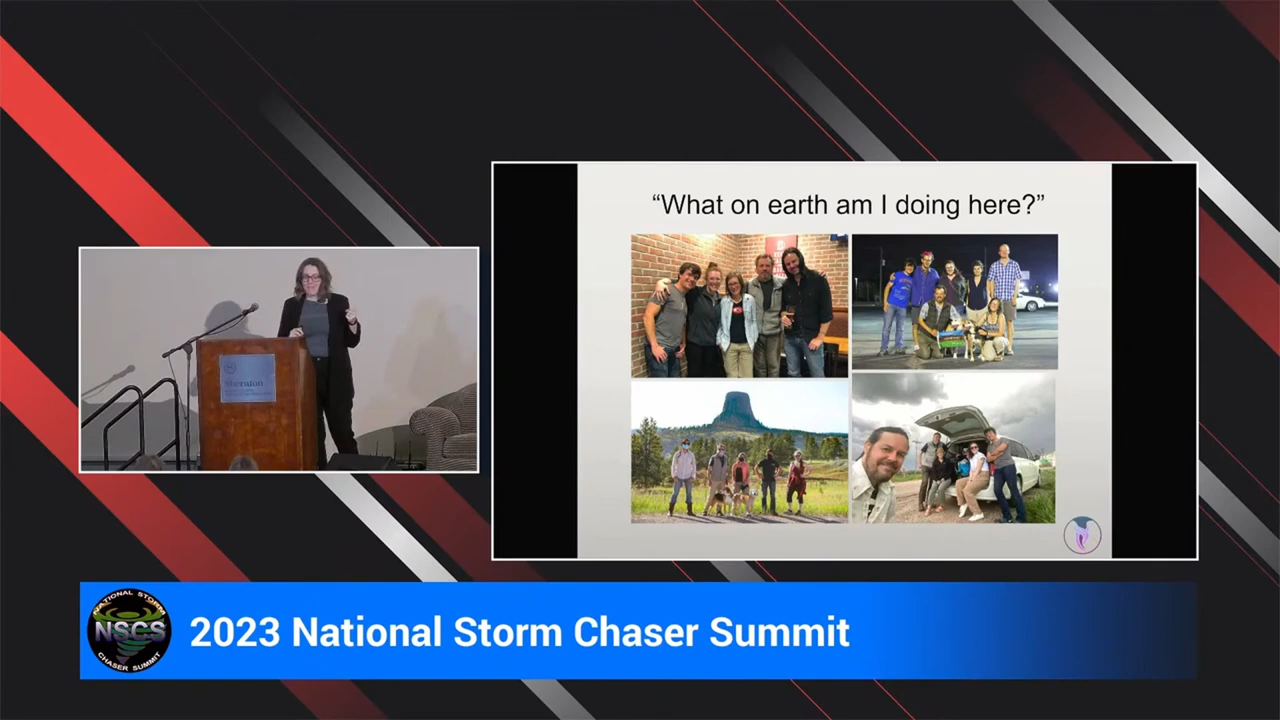 "What on earth am I doing here?"
Sheraton
NATIONAL STORM
NSCS
CHASER SUMMIT
2023 National Storm Chaser Summit